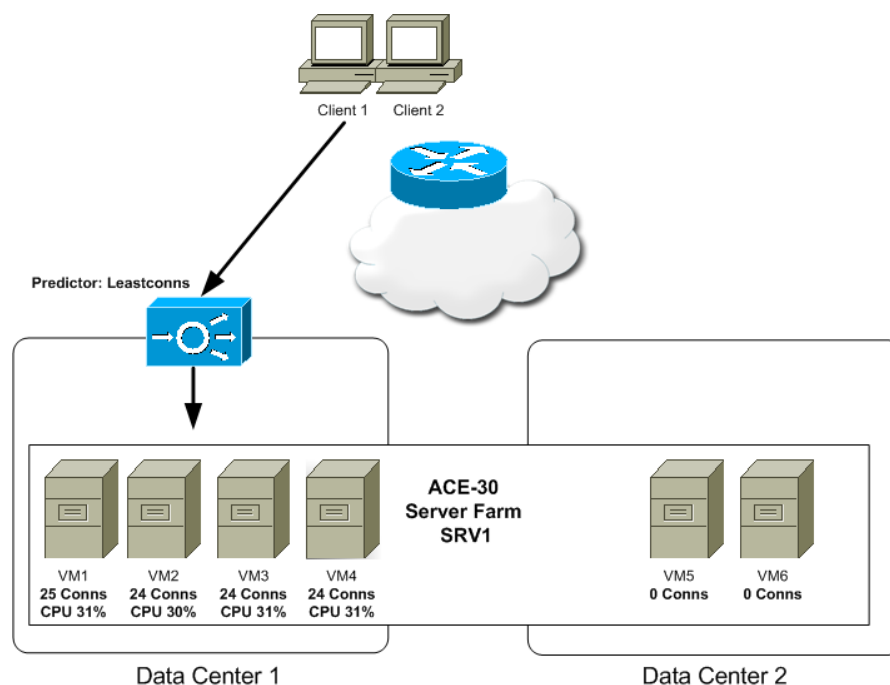 Client 1
Client 2
Predictor: Leastconns
ACE-30
Server Farm
SRV1
VM1
25 Conns
CPU 31%
VM2
24 Conns
CPU 30%
VM3
24 Conns
CPU 31%
VM4
24 Conns
CPU 31%
VM5
0 Conns
VM6
0 Conns
Data Center 1
Data Center 2